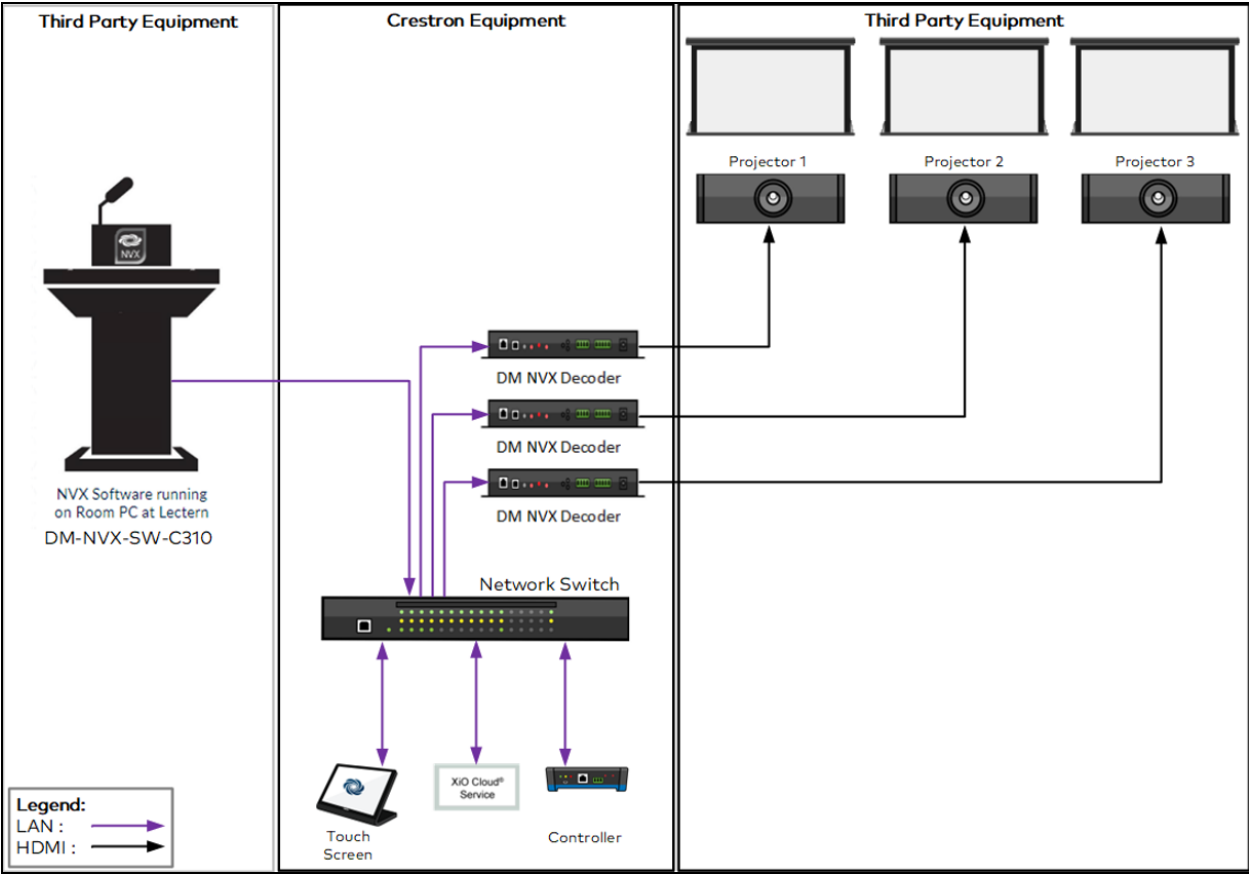 Third Party Equipment
Crestron Equipment
Third Party Equipment
Projector 1
Projector 2
Projector 3
NVX
DM NVX Decoder
DM NVX Decoder
DM NVX Decoder
NVX Software running
on Room PC at Lectern
DM-NVX-SW-C310
Network Switch
XiO Cloud®
Service
Touch
Screen
Controller
Legend:
LAN :
HDMI :